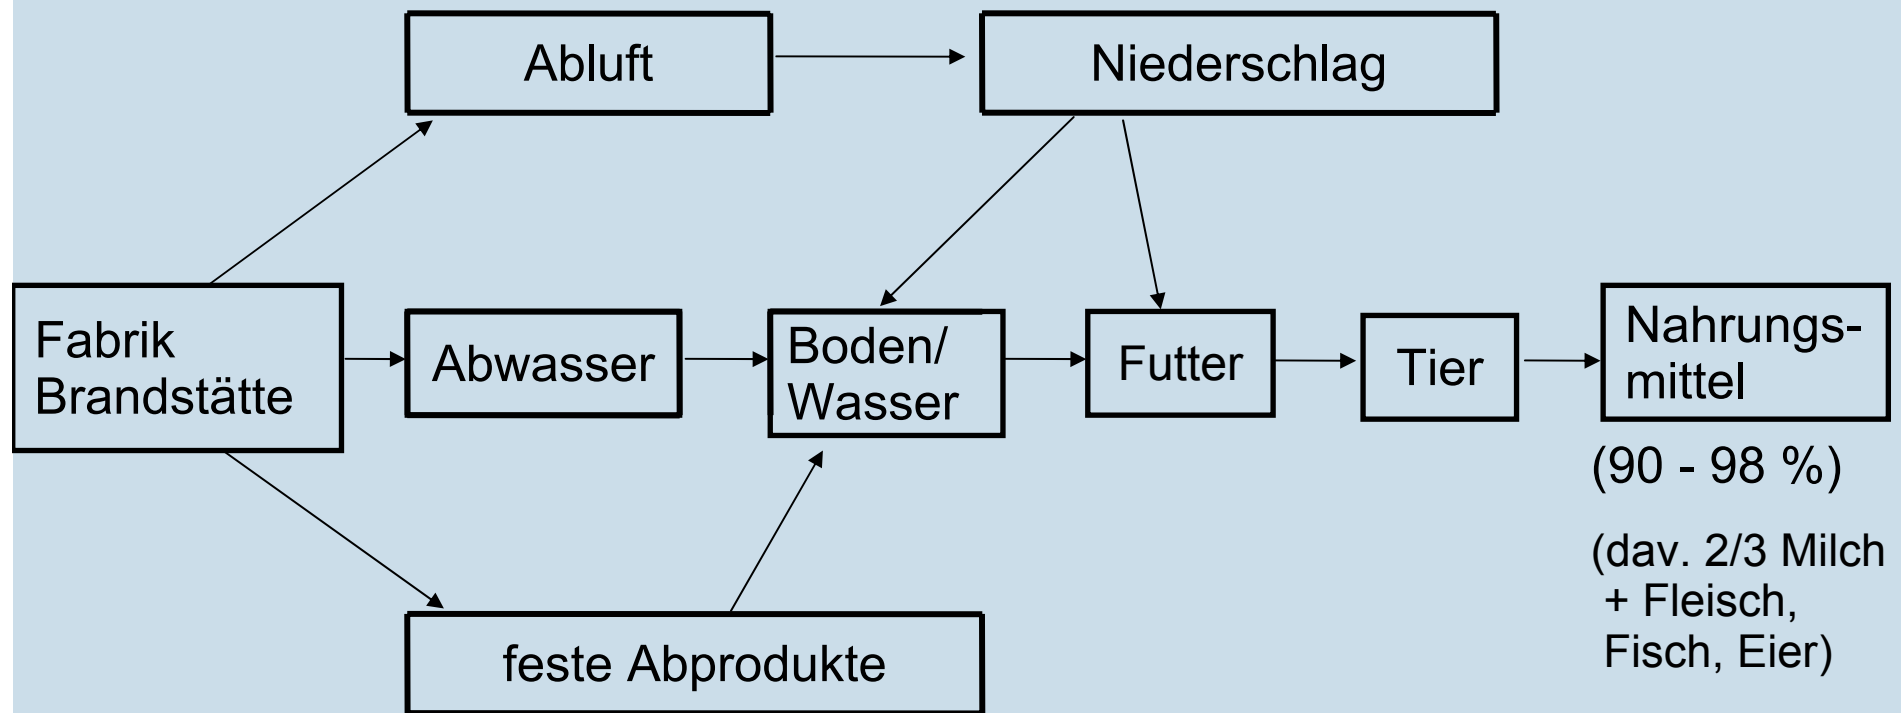 Abluft
Niederschlag
Fabrik
Brandstätte
Abwasser
Boden/
Wasser
Futter
Tier
Nahrungs-
mittel
(90 - 98 %)
(dav. 2/3 Milch
+ Fleisch,
Fisch, Eier)
feste Abprodukte